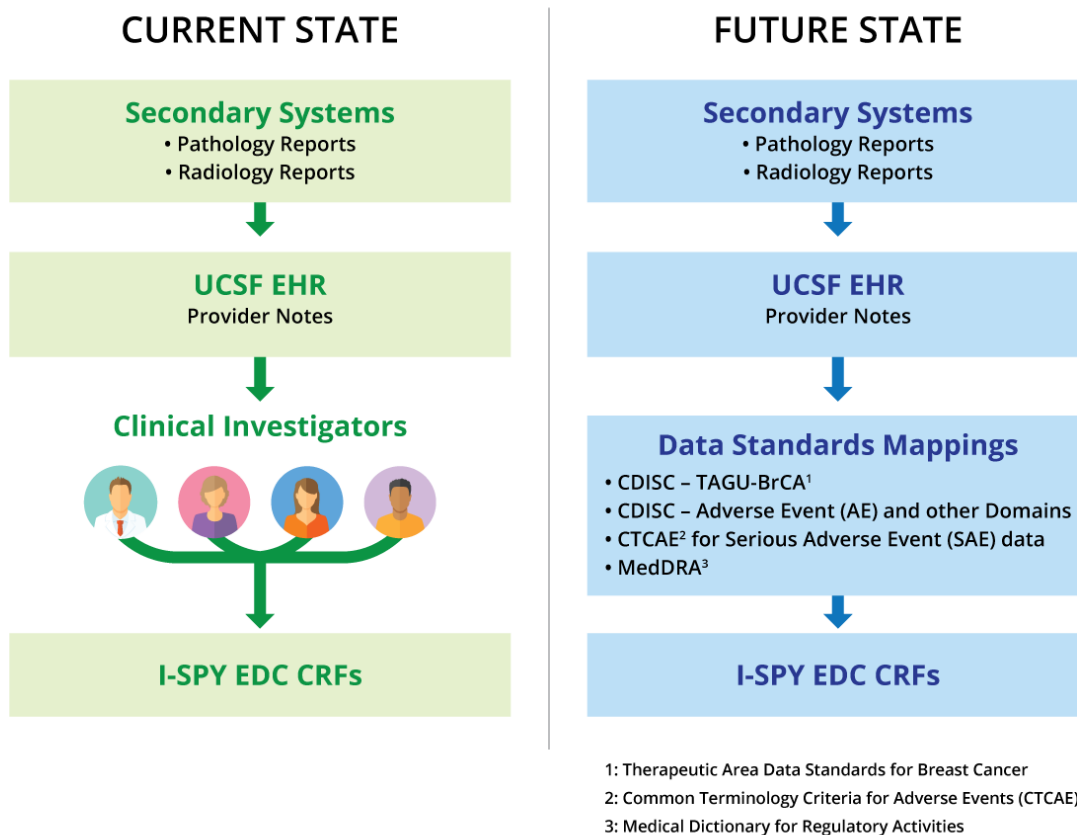 CURRENT STATE
Secondary Systems
• Pathology Reports
• Radiology Reports
UCSF EHR
Provider Notes
Clinical Investigators
I-SPY EDC CRFs
FUTURE STATE
Secondary Systems
• Pathology Reports
• Radiology Reports
UCSF EHR
Provider Notes
Data Standards Mappings
• CDISC – TAGU-BrCA¹
• CDISC – Adverse Event (AE) and other Domains
• CTCAE² for Serious Adverse Event (SAE) data
• MedDRA³
I-SPY EDC CRFs
1: Therapeutic Area Data Standards for Breast Cancer
2: Common Terminology Criteria for Adverse Events (CTCAE)
3: Medical Dictionary for Regulatory Activities